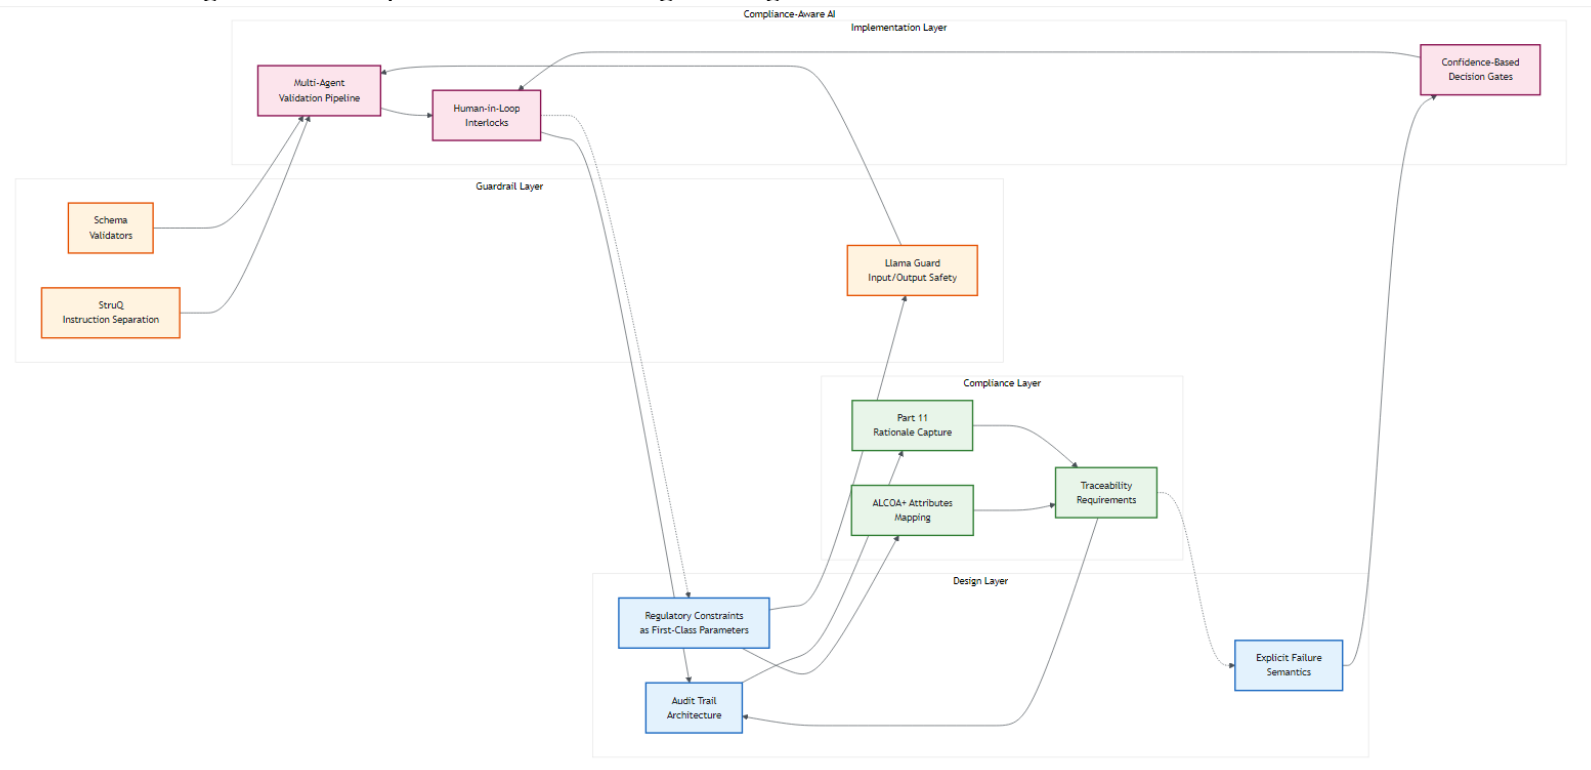 Compliance-Aware AI
Implementation Layer
Multi-Agent
Validation Pipeline
Human-in-Loop
Interlocks
Confidence-Based
Decision Gates
Guardrail Layer
Schema
Validators
StruQ
Instruction Separation
Llama Guard
Input/Output Safety
Compliance Layer
Part 11
Rationale Capture
ALCOA+ Attributes
Mapping
Traceability
Requirements
Design Layer
Regulatory Constraints
as First-Class Parameters
Audit Trail
Architecture
Explicit Failure
Semantics